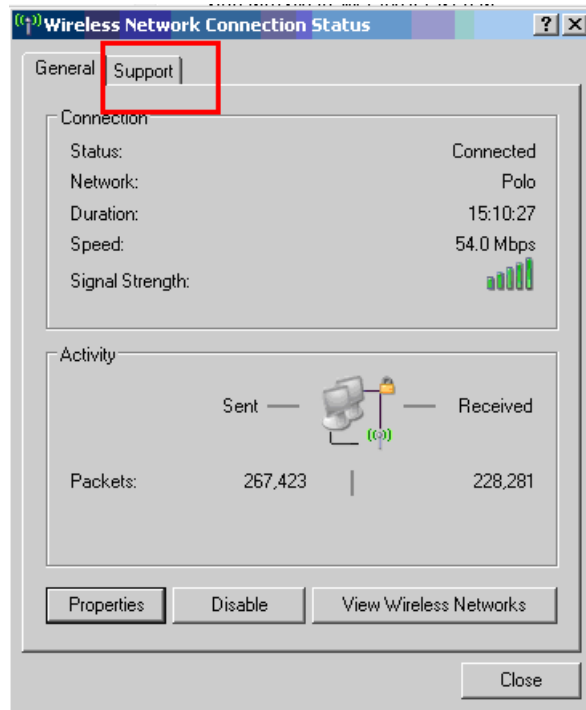 Wireless Network Connection Status
General Support
Connection
Status: Connected
Network: Polo
Duration: 15:10:27
Speed: 54.0 Mbps
Signal Strength:
Activity
Sent Received
Packets: 267,423 228,281
Properties Disable View Wireless Networks
Close